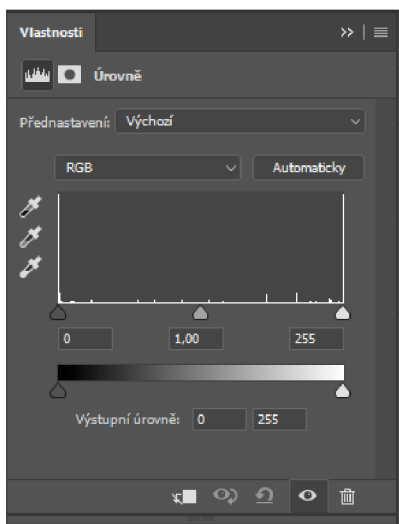 Vlastnosti
Úrovně
Přednastavení: Výchozí
RGB Automaticky
0 1,00 255
Výstupní úrovně: 0 255